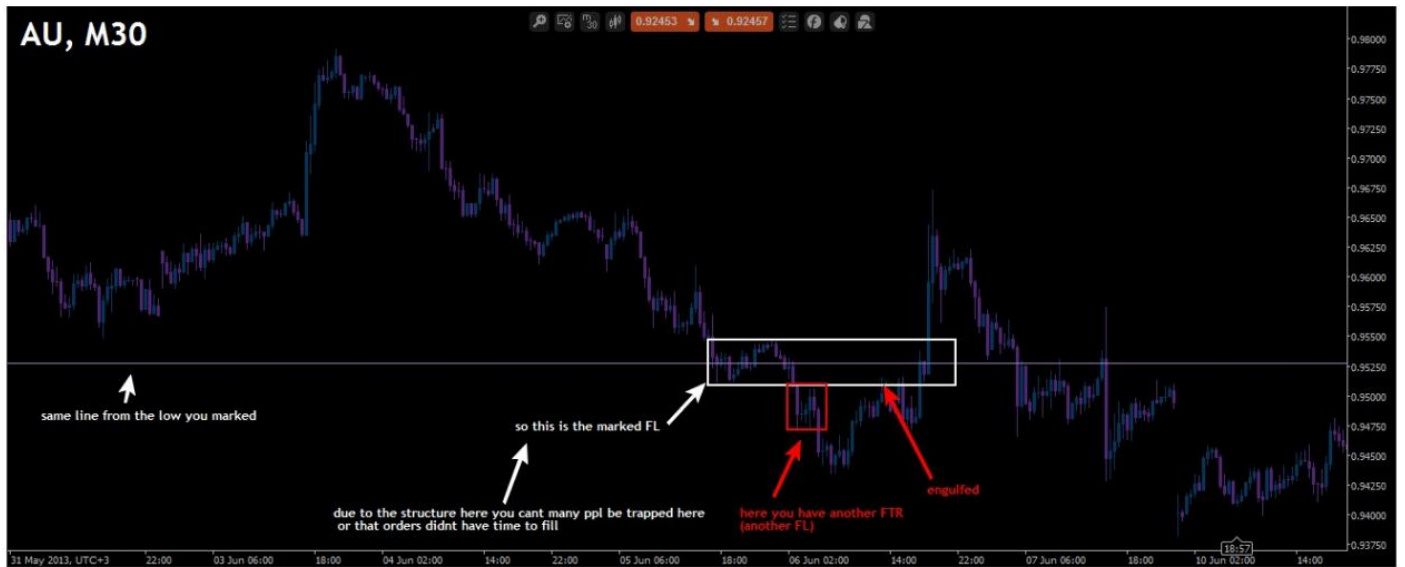 AU, M30
m
30
0.92453
0.92457
0.98000
0.97750
0.97500
0.97250
0.97000
0.96750
0.96500
0.96250
0.96000
0.95750
0.95500
0.95250
0.95000
0.94750
0.94500
0.94250
0.94000
0.93750
same line from the low you marked
so this is the marked FL
due to the structure here you cant many ppl be trapped here
or that orders didnt have time to fill
here you have another FTR
(another FL)
engulfed
18:57
31 May 2013, UTC+3 22:00 03 Jun 06:00 18:00 04 Jun 02:00 14:00 22:00 05 Jun 06:00 18:00 06 Jun 02:00 14:00 22:00 07 Jun 06:00 18:00 10 Jun 02:00 14:00